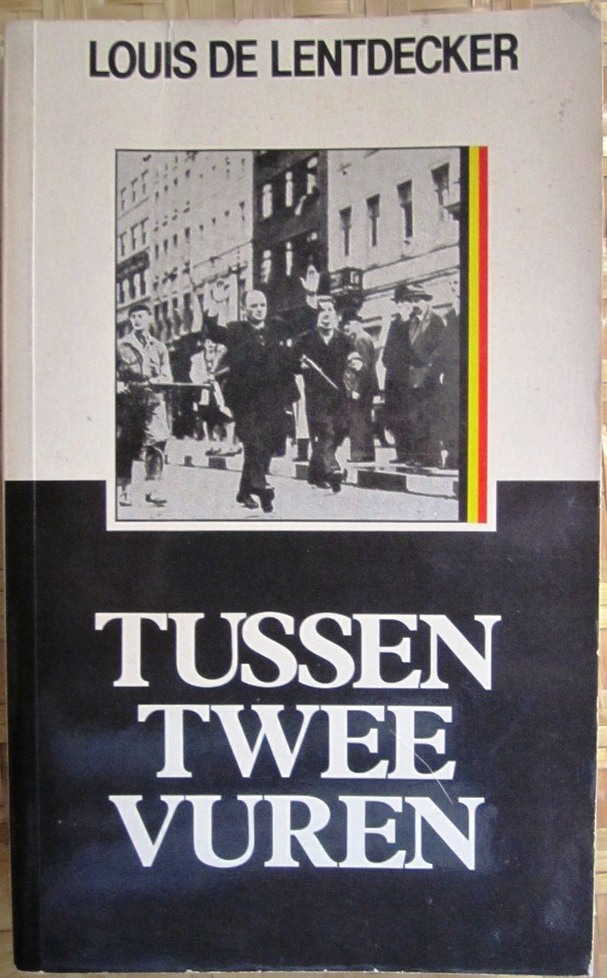 LOUIS DE LENTDECKER
TUSSEN
TWEE
VUREN